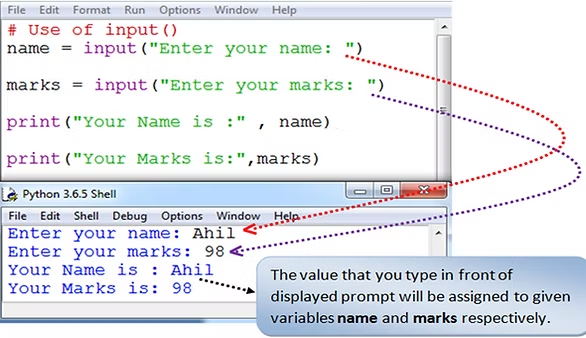 File Edit Format Run Options Window Help
# Use of input()
name = input("Enter your name: ")
marks = input("Enter your marks: ")
print("Your Name is :" , name)
print("Your Marks is:",marks)
Python 3.6.5 Shell
File Edit Shell Debug Options Window Help
Enter your name: Ahil
Enter your marks: 98
Your Name is : Ahil
Your Marks is: 98
The value that you type in front of
displayed prompt will be assigned to given
variables name and marks respectively.